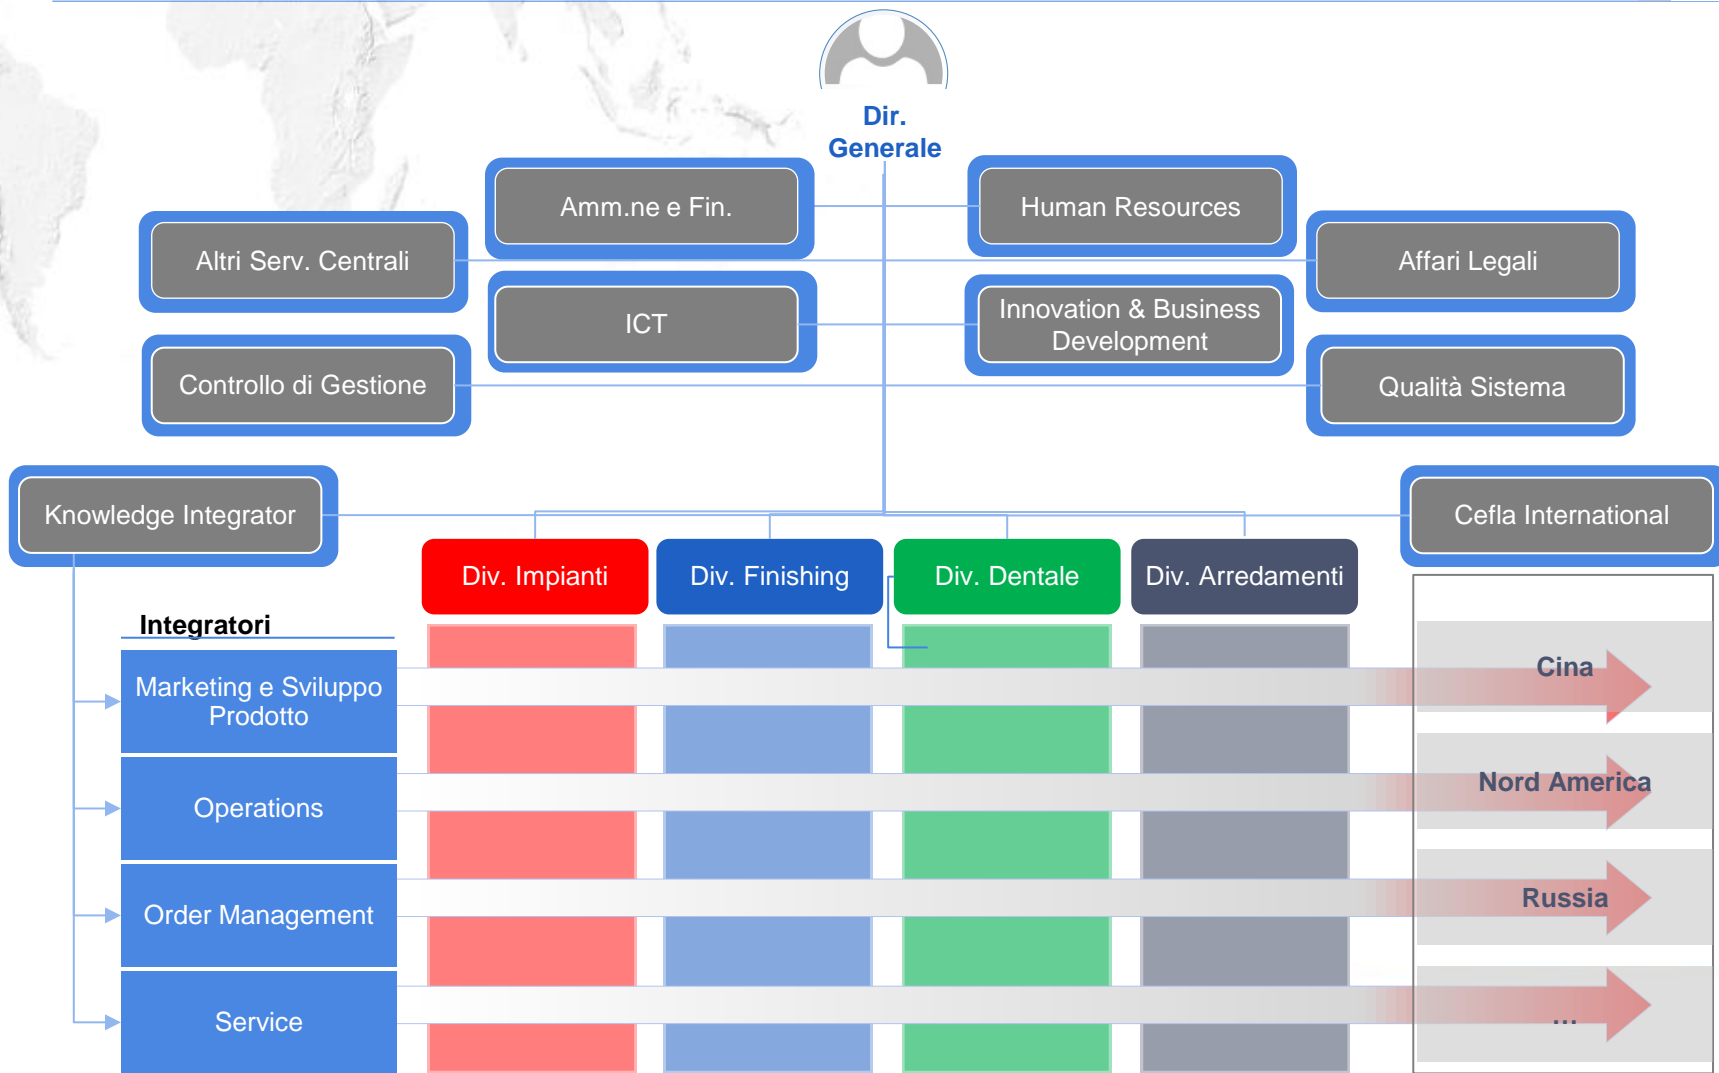 Dir.
Generale
Amm.ne e Fin.
Human Resources
Altri Serv. Centrali
Affari Legali
ICT
Innovation & Business
Development
Controllo di Gestione
Qualità Sistema
Knowledge Integrator
Cefla International
Div. Impianti
Div. Finishing
Div. Dentale
Div. Arredamenti
Integratori
Marketing e Sviluppo
Prodotto
Cina
Operations
Nord America
Order Management
Russia
Service
...